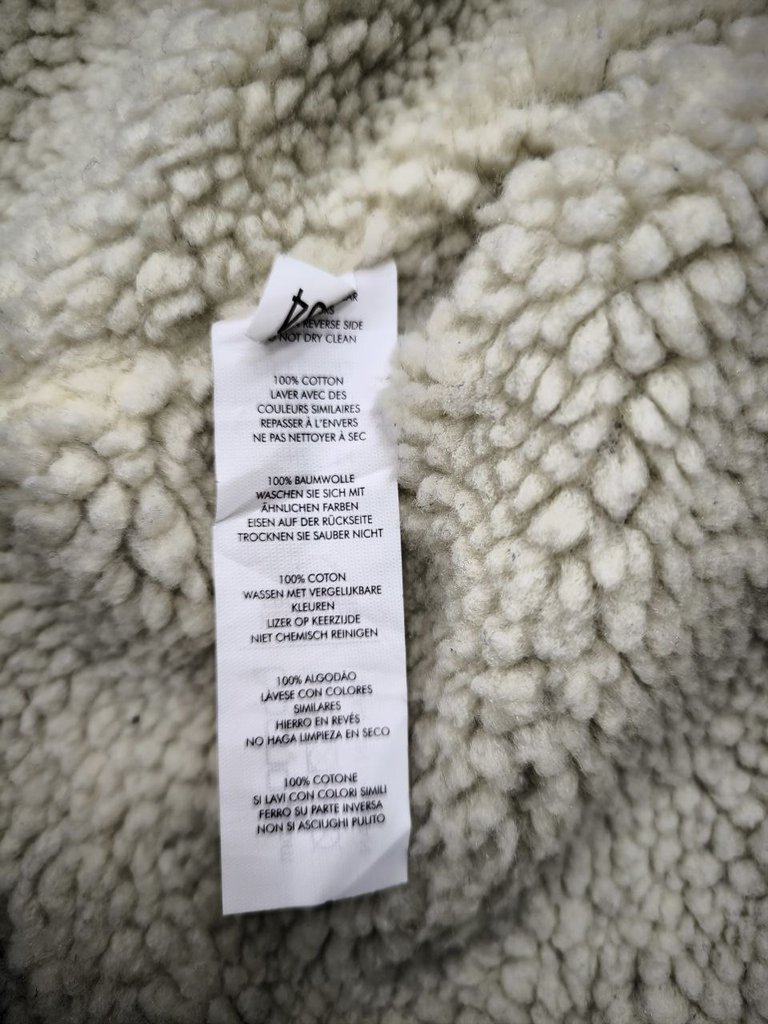 REVERSE SIDE
NOT DRY CLEAN
100% COTTON
LAVER AVEC DES
COULEURS SIMILAIRES
REPASSER À L'ENVERS
NE PAS NETTOYER À SEC
100% BAUMWOLLE
WASCHEN SIE SICH MIT
ÄHNLICHEN FARBEN
EISEN AUF DER RÜCKSEITE
TROCKNEN SIE SAUBER NICHT
100% COTON
WASSEN MET VERGELIJKBARE
KLEUREN
IJZER OP KEERZIJDE
NIET CHEMISCH REINIGEN
100% ALGODÃO
LÁVESE CON COLORES
SIMILARES
HIERRO EN REVÉS
NO HAGA LIMPIEZA EN SECO
100% COTONE
SI LAVI CON COLORI SIMILI
FERRO SU PARTE INVERSA
NON SI ASCIUGHI PULITO